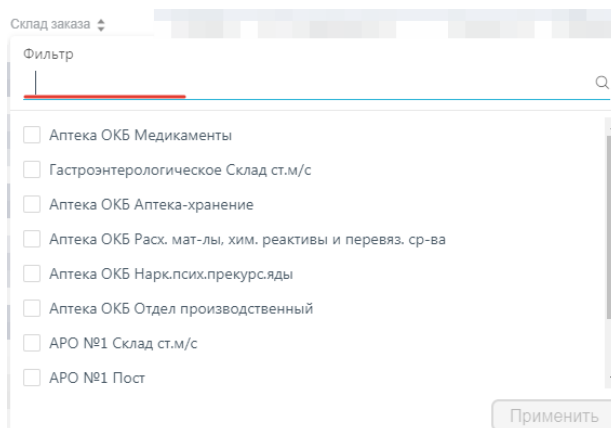 Склад заказа
Фильтр
Аптека ОКБ Медикаменты
Гастроэнтерологическое Склад ст.м/с
Аптека ОКБ Аптека-хранение
Аптека ОКБ Расх. мат-лы, хим. реактивы и перевяз. ср-ва
Аптека ОКБ Нарк.псих.прекурс.яды
Аптека ОКБ Отдел производственный
АРО №1 Склад ст.м/с
АРО №1 Пост
Применить